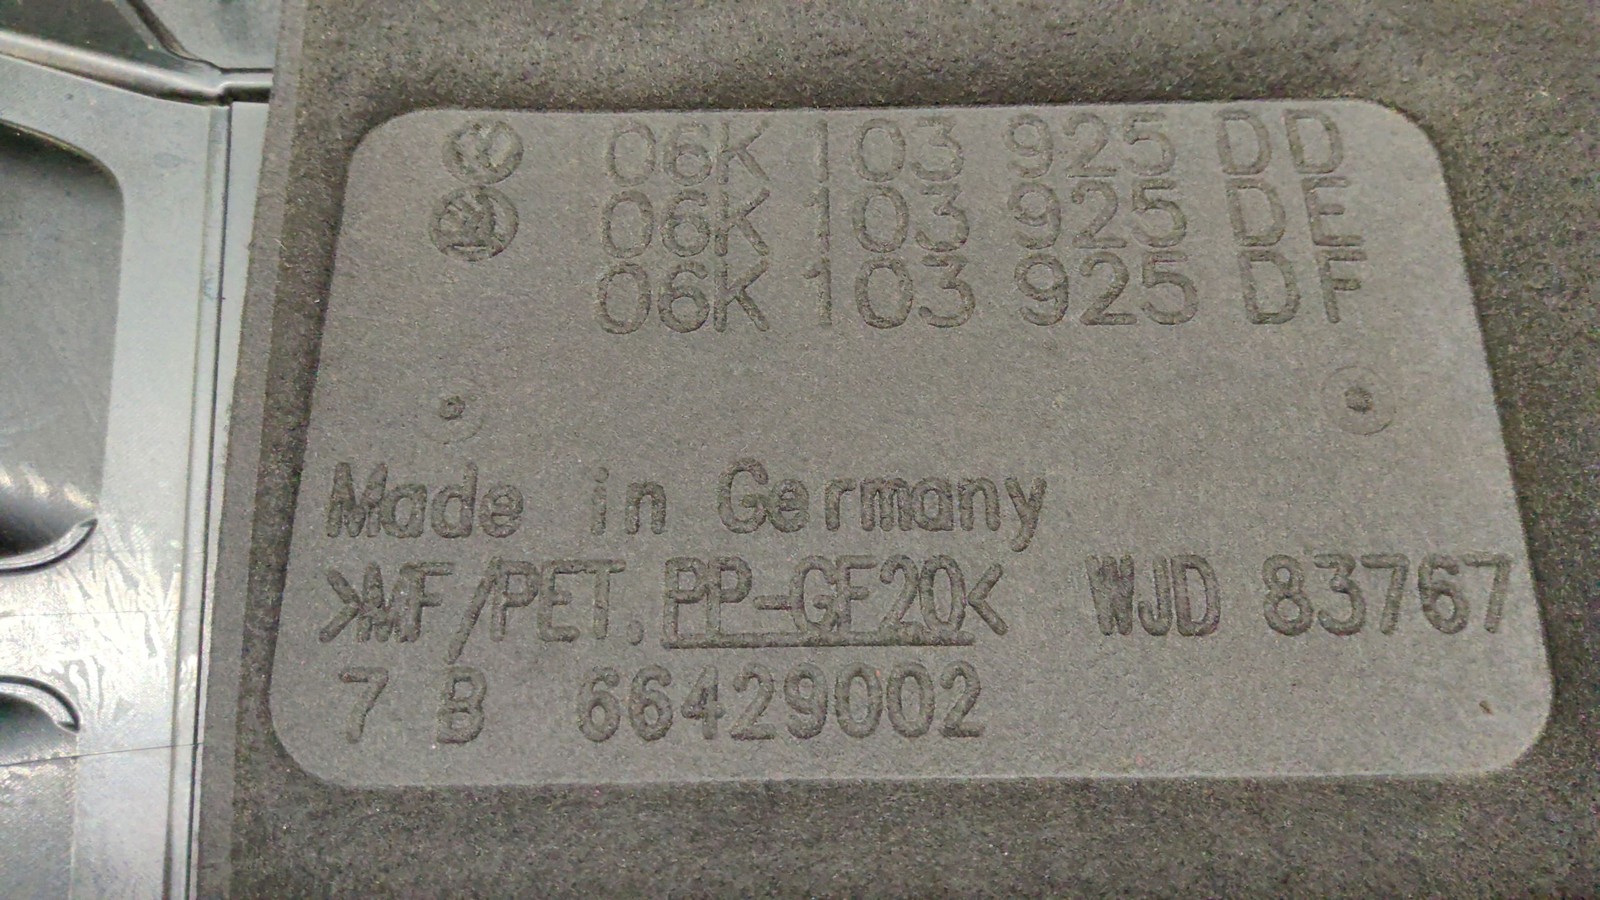 06K 103 925 DD
06K 103 925 DE
06K 103 925 DF
Made in Germany
>MF/PET, PP-GF20< WJD 83767
7 B 66429002